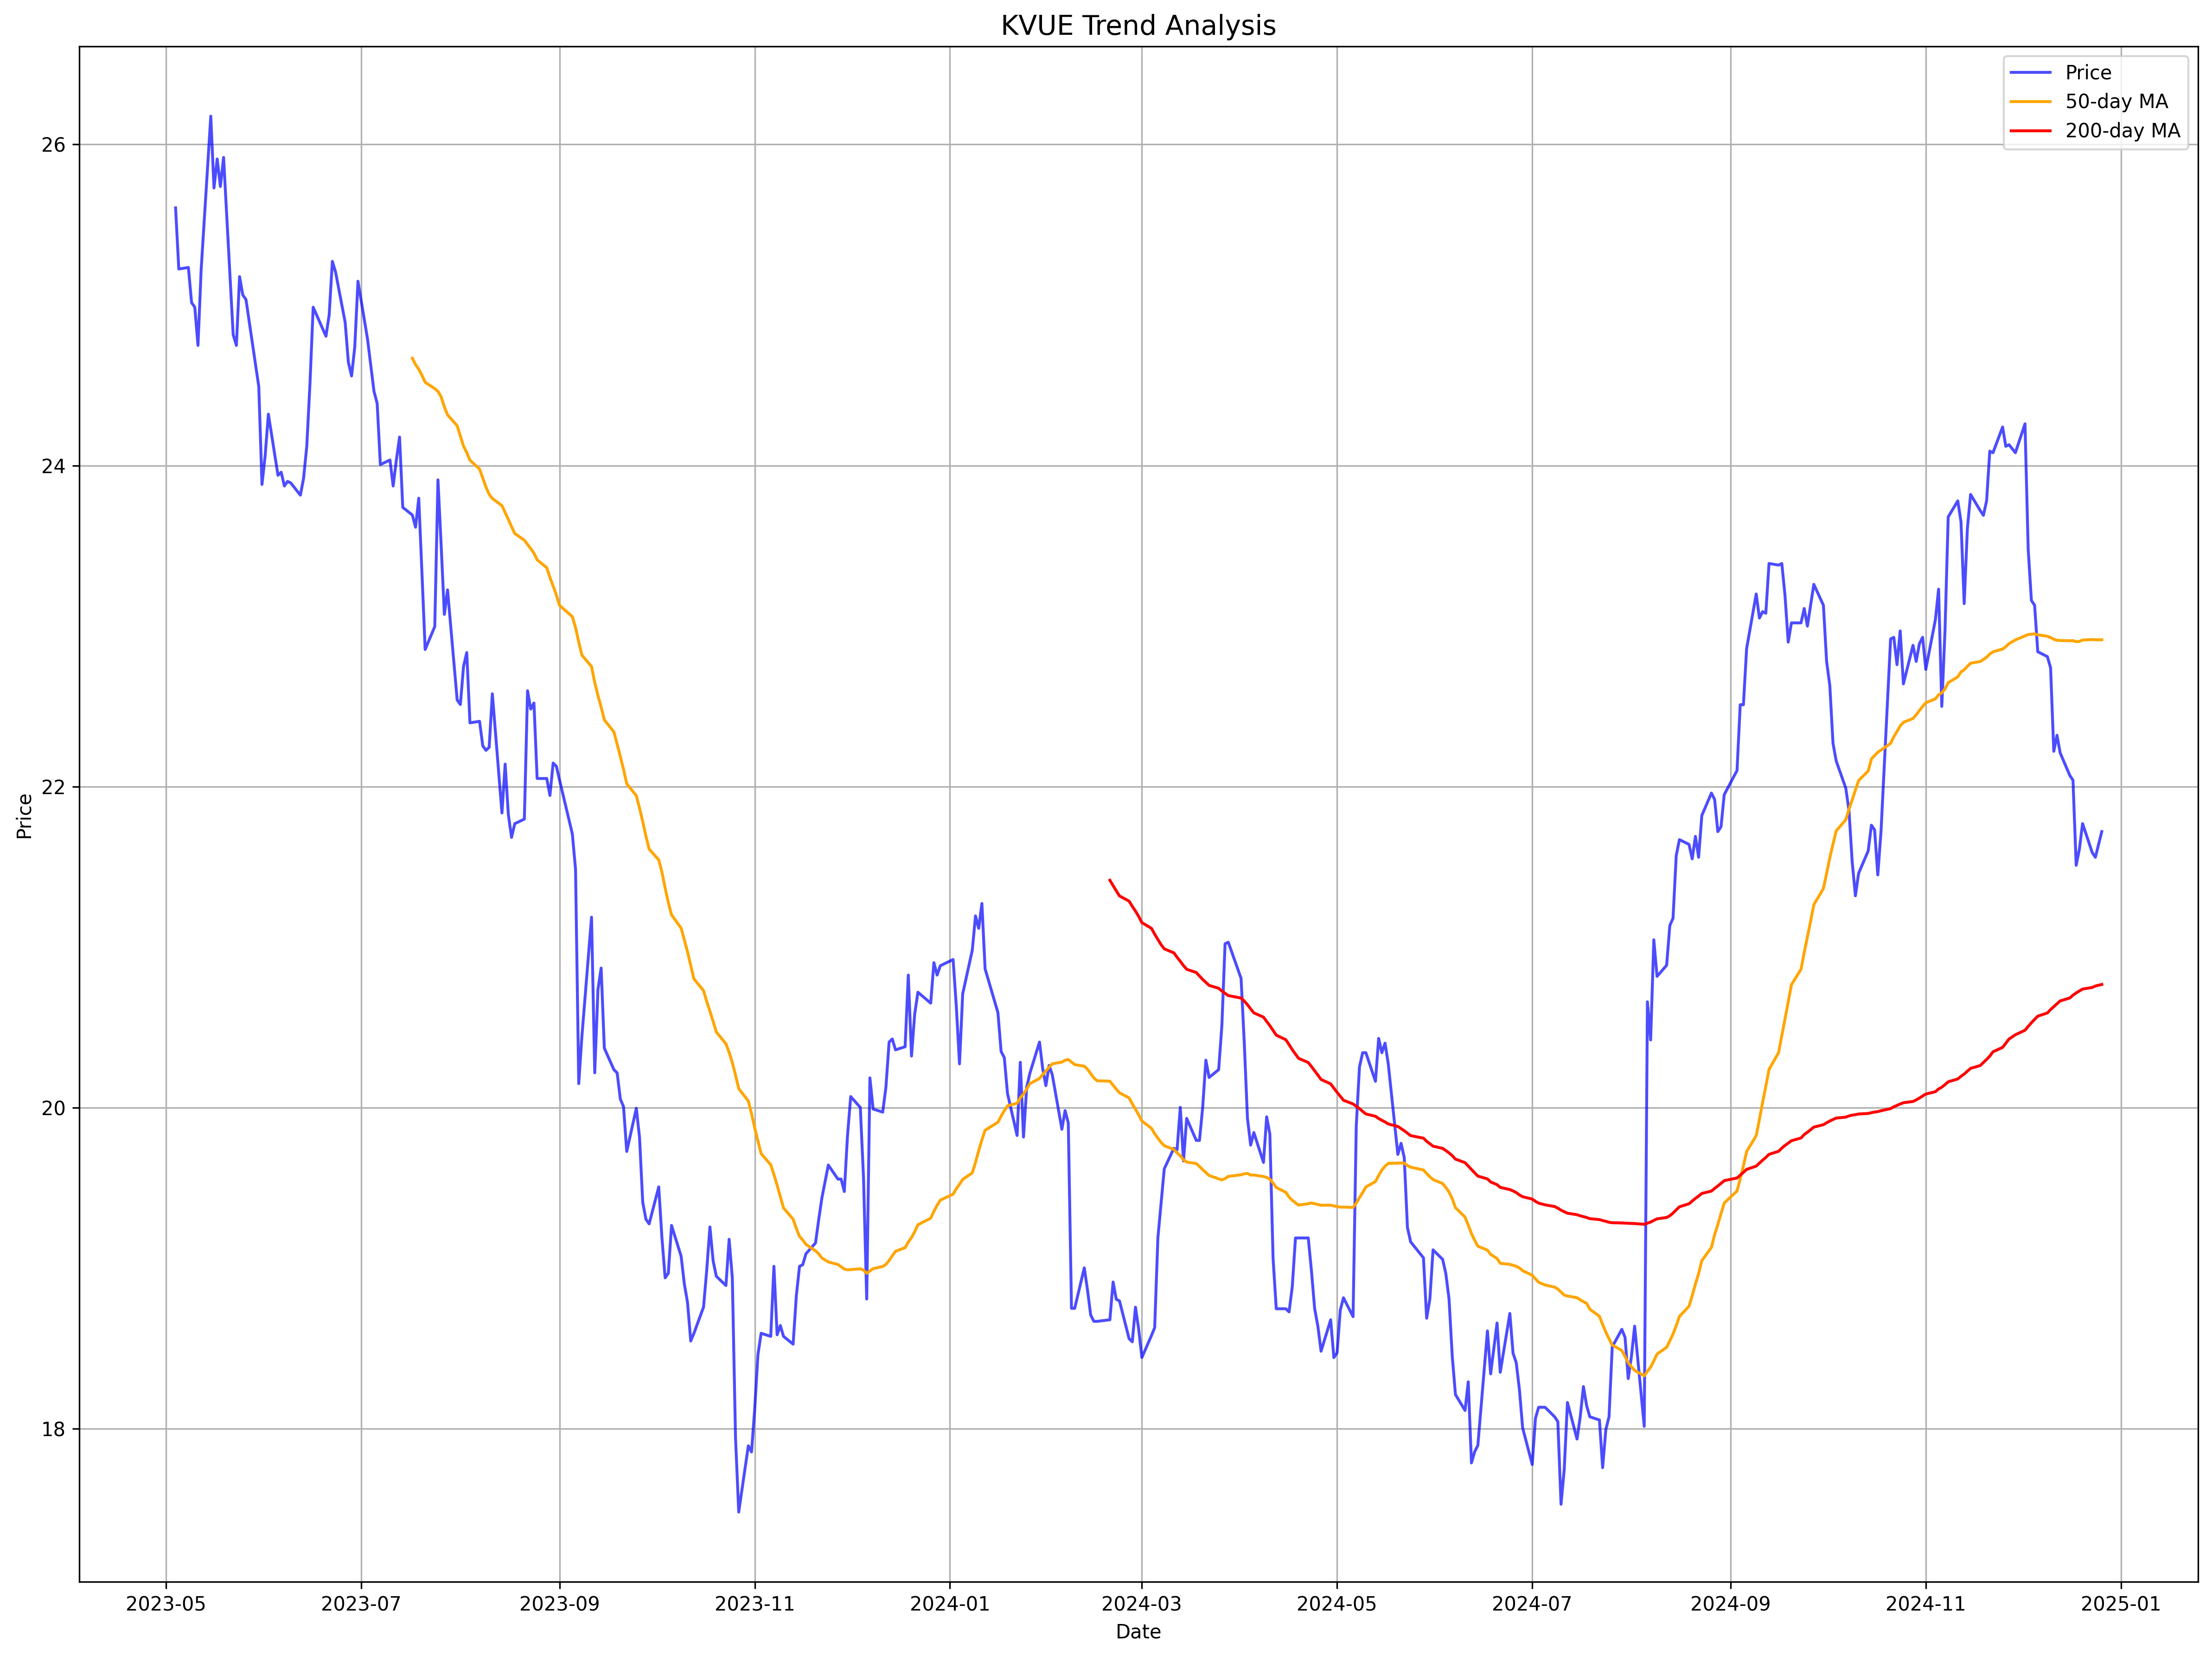 KVUE Trend Analysis
Price
50-day MA
200-day MA
26
24
22
20
18
Price
2023-05
2023-07
2023-09
2023-11
2024-01
2024-03
2024-05
2024-07
2024-09
2024-11
2025-01
Date